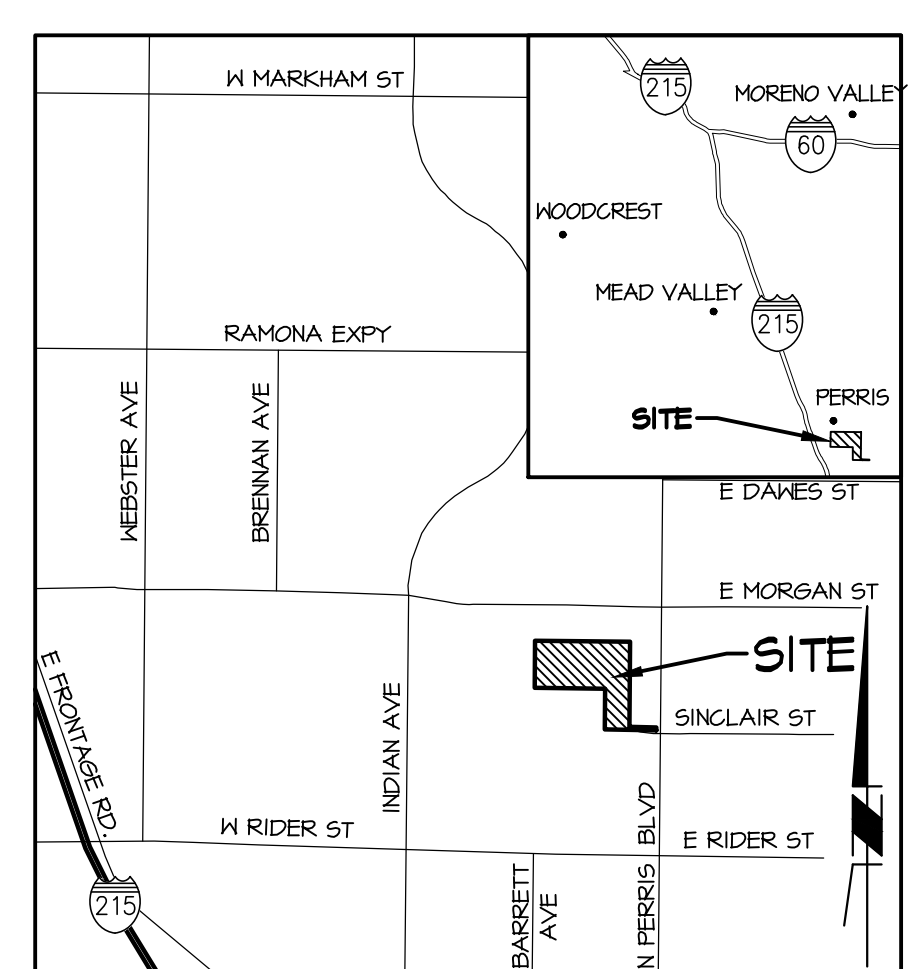 W MARKHAM ST
215
MORENO VALLEY
60
WOODCREST
MEAD VALLEY
215
RAMONA EXPY
PERRIS
SITE
WEBSTER AVE
BRENNAN AVE
E DAWES ST
E MORGAN ST
SITE
E FRONTAGE RD.
INDIAN AVE
SINCLAIR ST
W RIDER ST
N PERRIS BLVD
E RIDER ST
BARRETT
AVE
215
N